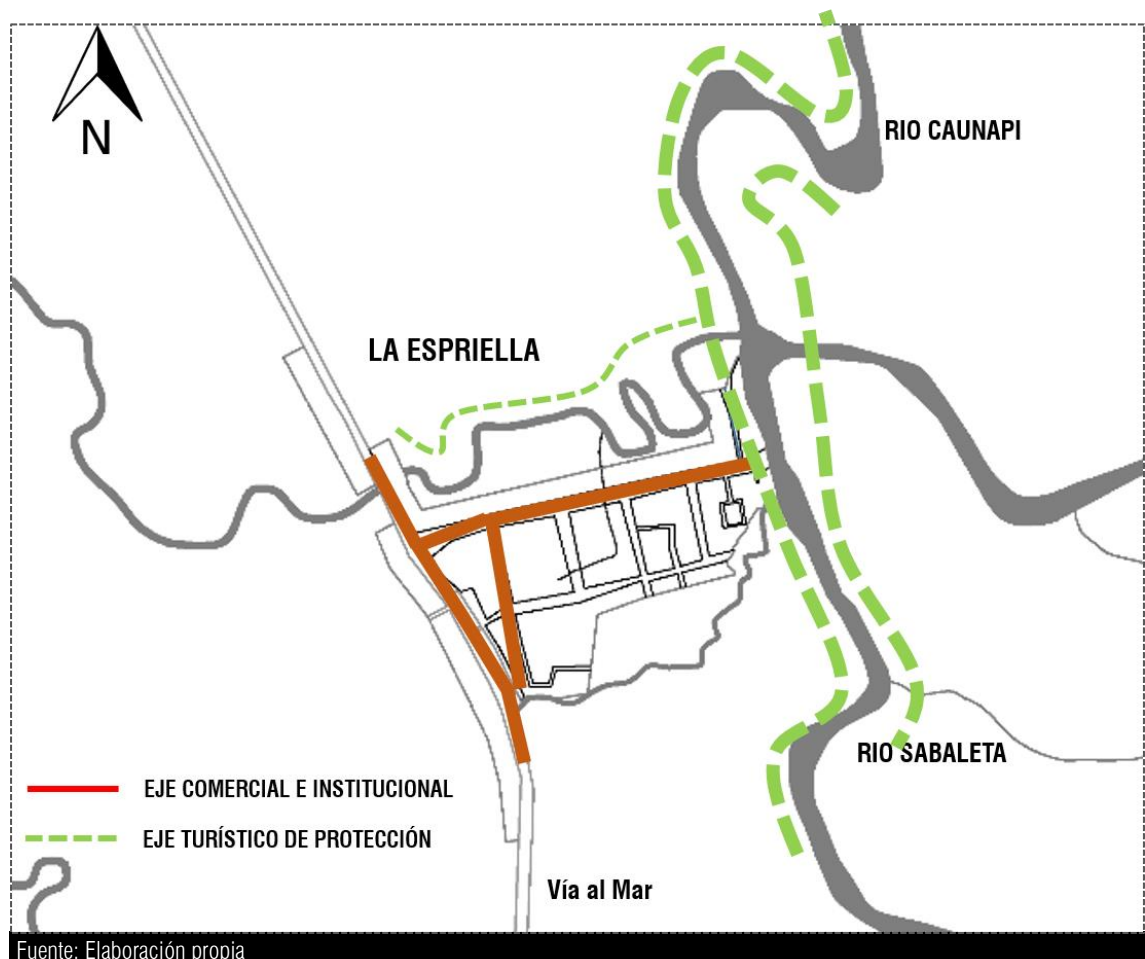 N
RIO CAUNAPI
LA ESPRIELLA
RIO SABALETA
EJE COMERCIAL E INSTITUCIONAL
EJE TURÍSTICO DE PROTECCIÓN
Vía al Mar
Fuente: Elaboración propia